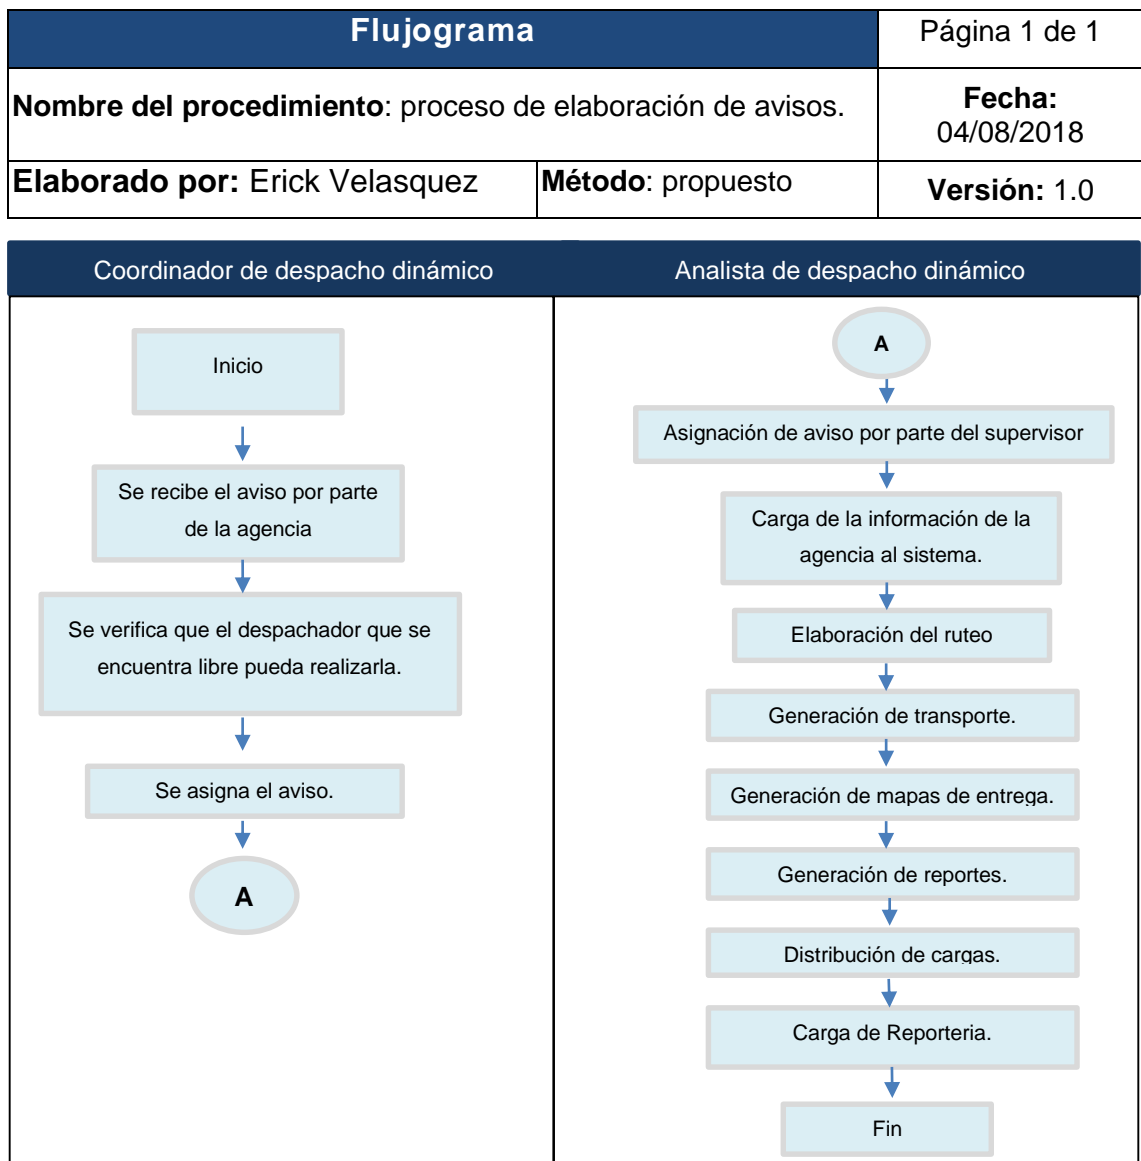 Flujograma
Página 1 de 1
Nombre del procedimiento: proceso de elaboración de avisos.
Fecha:
04/08/2018
Elaborado por: Erick Velasquez
Método: propuesto
Versión: 1.0
Coordinador de despacho dinámico
Analista de despacho dinámico
Inicio
Se recibe el aviso por parte
de la agencia
Se verifica que el despachador que se
encuentra libre pueda realizarla.
Se asigna el aviso.
A
A
Asignación de aviso por parte del supervisor
Carga de la información de la
agencia al sistema.
Elaboración del ruteo
Generación de transporte.
Generación de mapas de entrega.
Generación de reportes.
Distribución de cargas.
Carga de Reporteria.
Fin